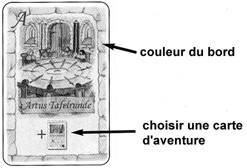 A
couleur du bord
Artus Tafelrunde
choisir une carte
d'aventure
+